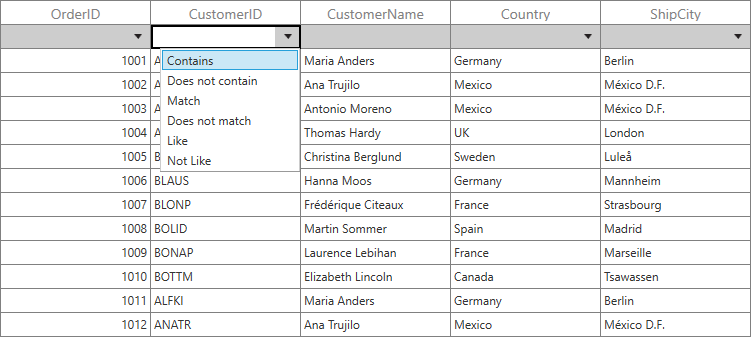 OrderID CustomerID CustomerName Country ShipCity
Contains
1001 A Maria Anders Germany Berlin
Does not contain
1002 A Ana Trujilo Mexico México D.F.
Match
1003 A Antonio Moreno Mexico México D.F.
Does not match
1004 A Thomas Hardy UK London
Like
1005 B Christina Berglund Sweden Luleå
Not Like
1006 BLAUS Hanna Moos Germany Mannheim
1007 BLONP Frédérique Citeaux France Strasbourg
1008 BOLID Martin Sommer Spain Madrid
1009 BONAP Laurence Lebihan France Marseille
1010 BOTTM Elizabeth Lincoln Canada Tsawassen
1011 ALFKI Maria Anders Germany Berlin
1012 ANATR Ana Trujilo Mexico México D.F.